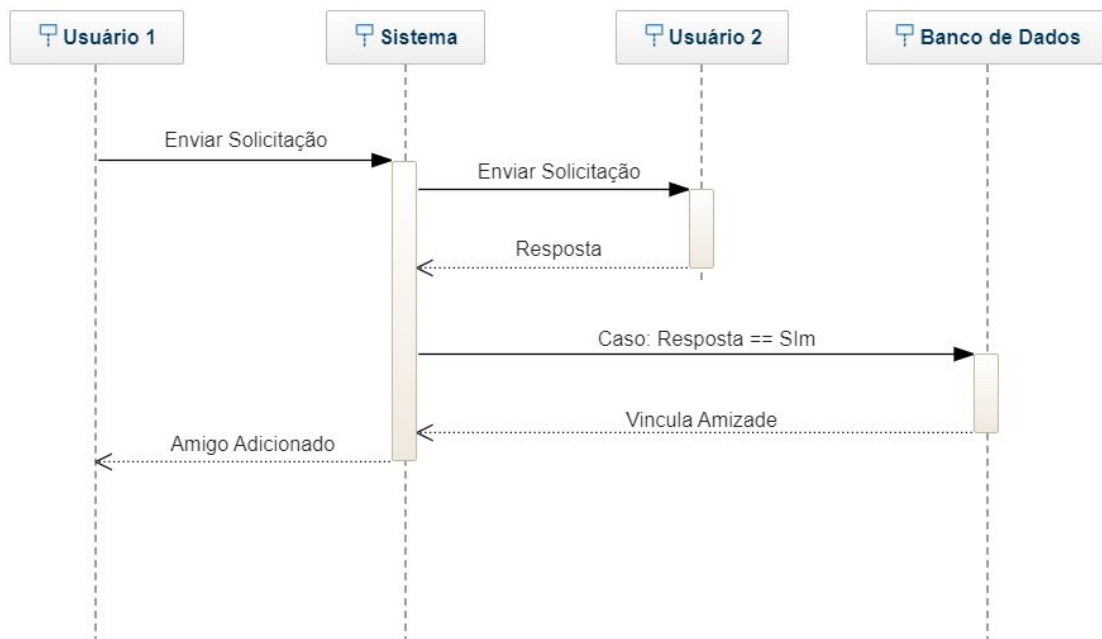 Usuário 1
Sistema
Usuário 2
Banco de Dados
Enviar Solicitação
Enviar Solicitação
Resposta
Caso: Resposta == SIm
Vincula Amizade
Amigo Adicionado